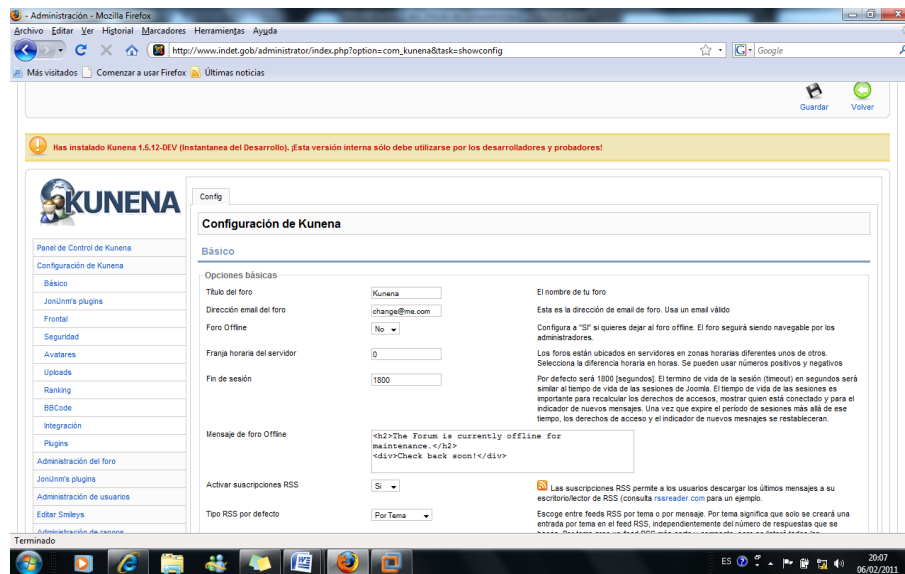 - Administración - Mozilla Firefox
Archivo Editar Ver Historial Marcadores Herramientas Ayuda
http://www.indet.gob/administrator/index.php?option=com_kunena&task=showconfig
Google
Más visitados Comenzar a usar Firefox Últimas noticias
Guardar Volver
Has instalado Kunena 1.5.12-DEV (Instantanea del Desarrollo). ¡Esta versión interna sólo debe utilizarse por los desarrolladores y probadores!
KUNENA
Config
Configuración de Kunena
Panel de Control de Kunena
Configuración de Kunena
Básico
JoniJnm's plugins
Frontal
Seguridad
Avatares
Uploads
Ranking
BBCode
Integración
Plugins
Administración del foro
JoniJnm's plugins
Administración de usuarios
Editar Smileys
Administración de rangos
Básico
Opciones básicas
Título del foro
Kunena
El nombre de tu foro
Dirección email del foro
change@me.com
Esta es la dirección de email de foro. Usa un email válido
Foro Offline
No
Configura a "SI" si quieres dejar al foro offline. El foro seguirá siendo navegable por los
administradores.
Franja horaria del servidor
0
Los foros están ubicados en servidores en zonas horarias diferentes unos de otros.
Selecciona la diferencia horaria en horas. Se pueden usar números positivos y negativos
Fin de sesión
1800
Por defecto será 1800 [segundos]. El termino de vida de la sesión (timeout) en segundos será
similar al tiempo de vida de las sesiones de Joomla. El tiempo de vida de las sesiones es
importante para recalcular los derechos de accesos, mostrar quien está conectado y para el
indicador de nuevos mensajes. Una vez que expire el período de sesiones más allá de ese
tiempo, los derechos de acceso y el indicador de nuevos mesnajes se restableceran.
Mensaje de foro Offline
<h2>The Forum is currently offline for
maintenance.</h2>
<div>Check back soon!</div>
Activar suscripciones RSS
Si
Las suscripciones RSS permite a los usuarios descargar los últimos mensajes a su
escritorio/lector de RSS (consulta rssreader.com para un ejemplo.
Tipo RSS por defecto
Por Tema
Escoge entre feeds RSS por tema o por mensaje. Por tema significa que solo se creará una
entrada por tema en el feed RSS, independientemente del número de respuestas que se
Terminado
ES
20:07
06/02/2011